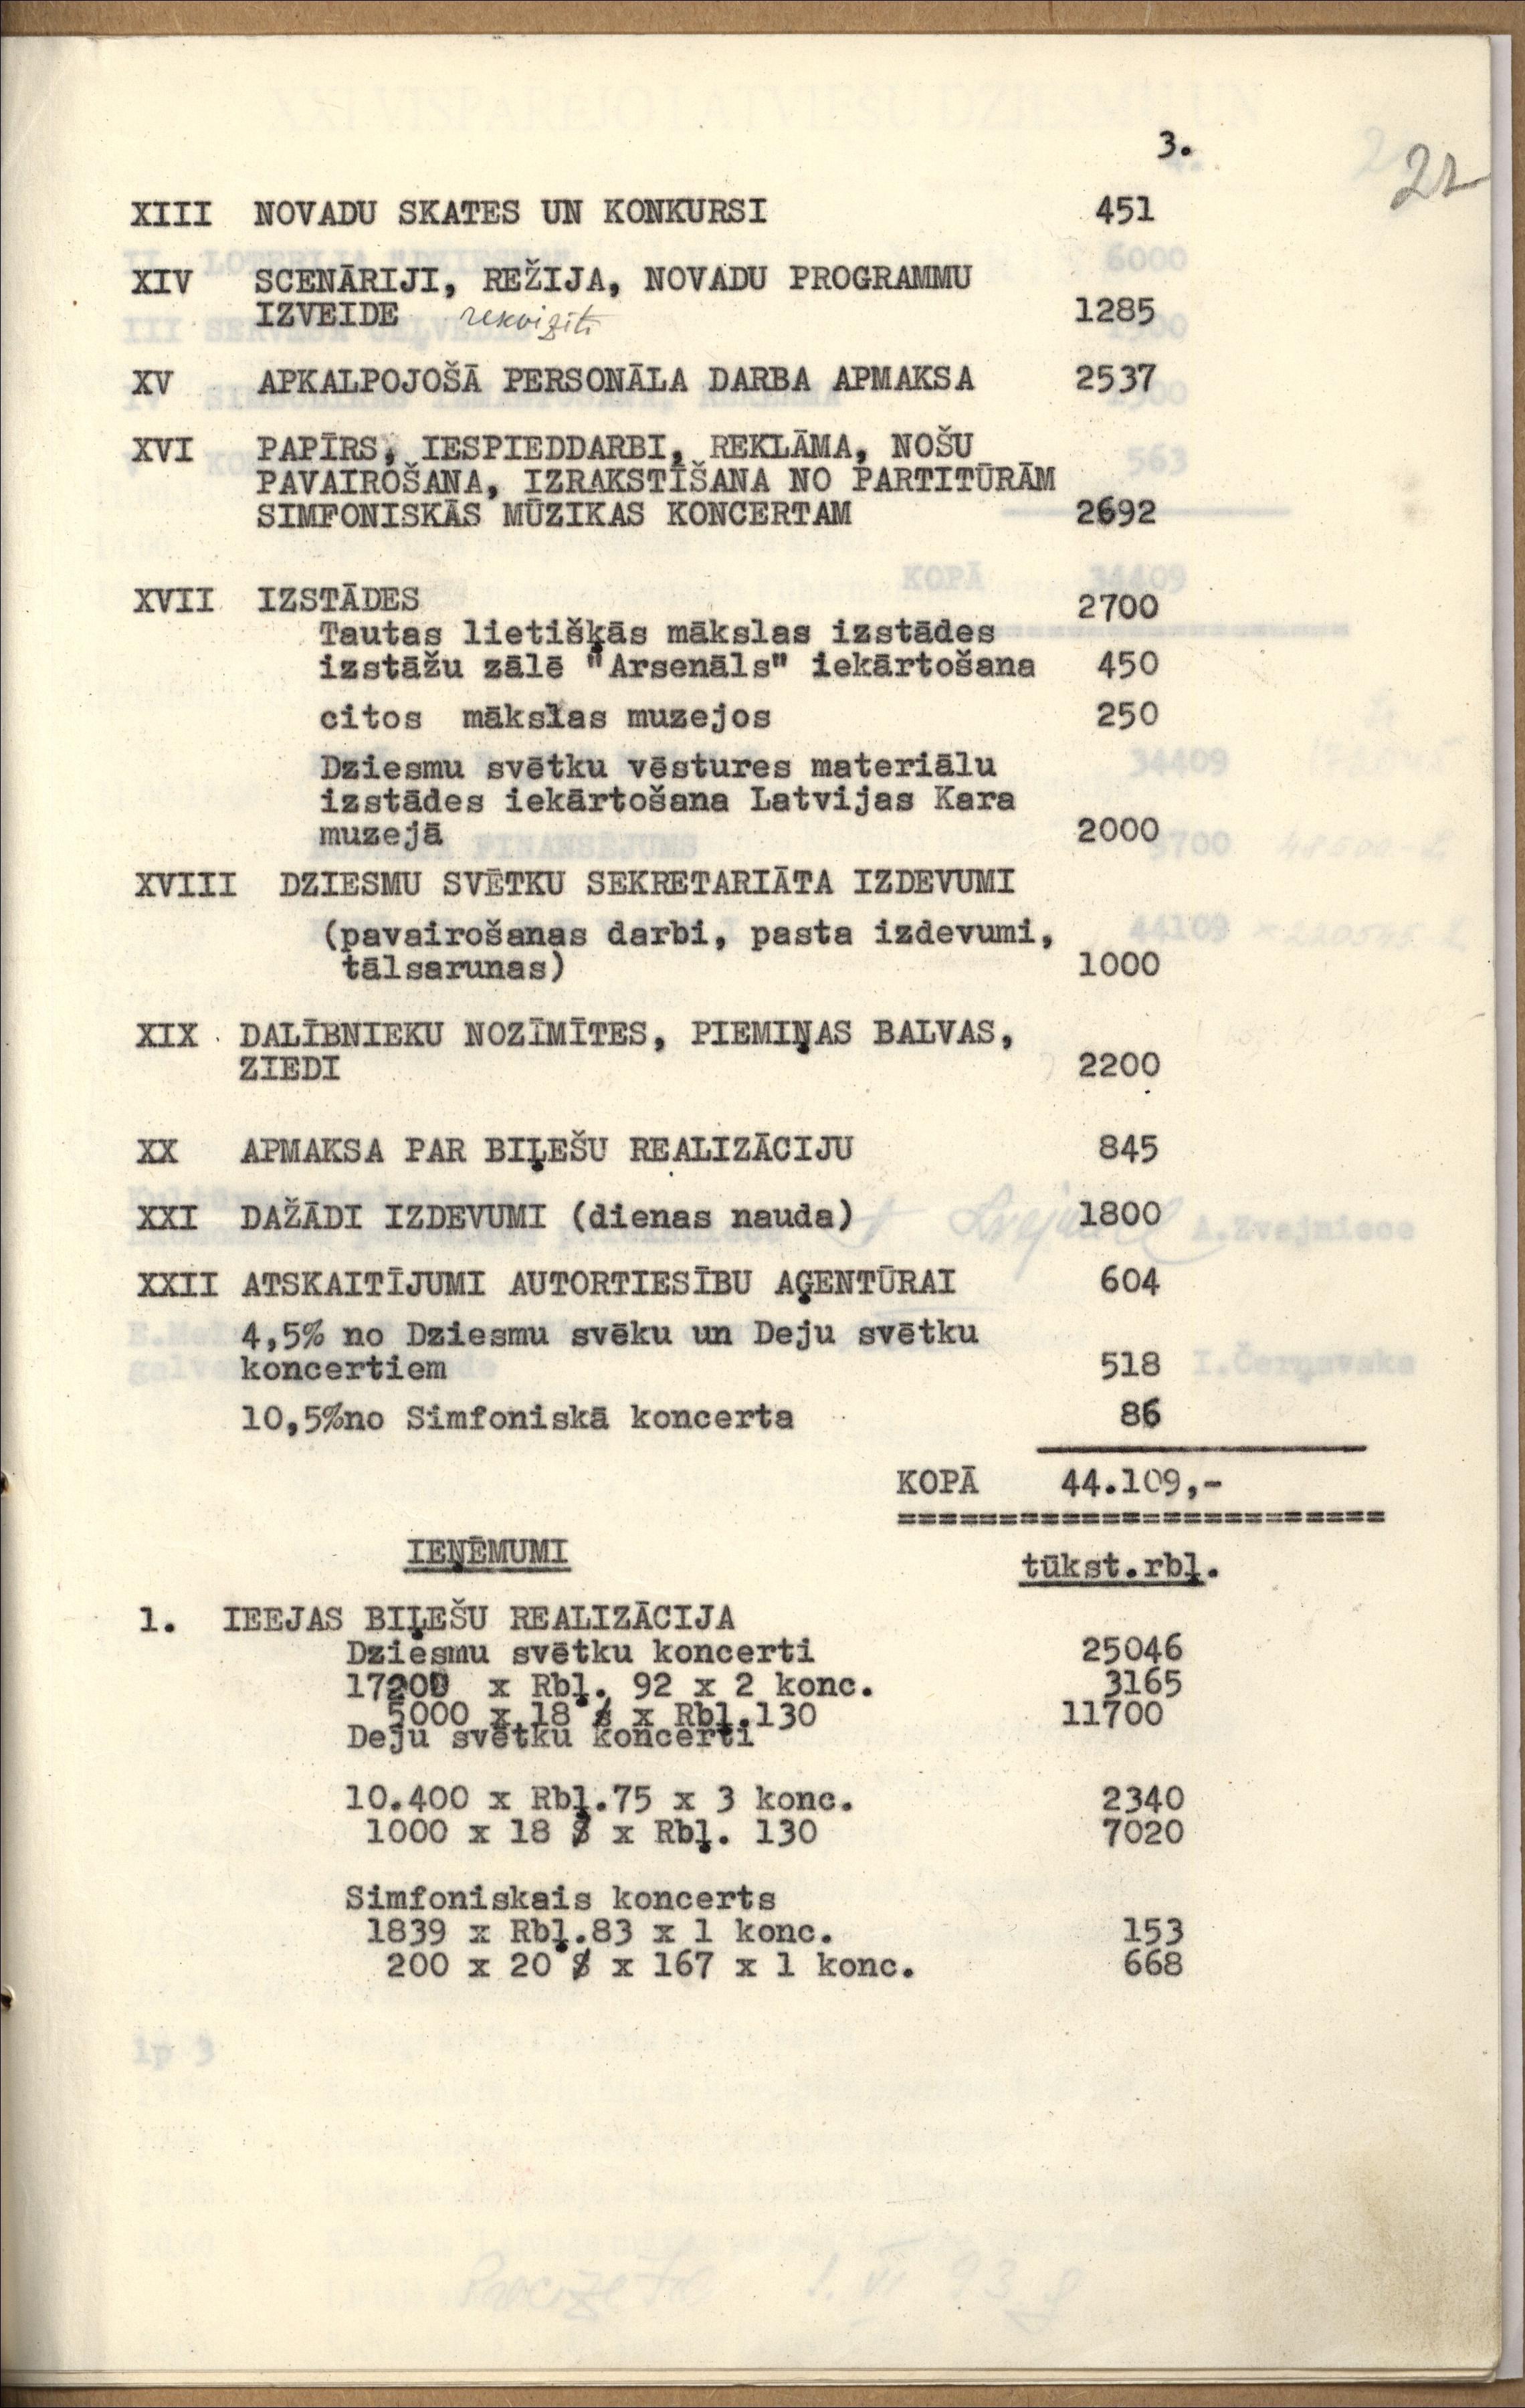 3.
22
XIII NOVADU SKATES UN KONKURSI 451
XIV SCENĀRIJI, REŽIJA, NOVADU PROGRAMMU
IZVEIDE rekvizīti 1285
XV APKALPOJOŠĀ PERSONĀLA DARBA APMAKSA 2537
XVI PAPĪRS, IESPIEDDARBI, REKLĀMA, NOŠU
PAVAIROŠANA, IZRAKSTĪŠANA NO PARTITŪRĀM
SIMFONISKĀS MŪZIKAS KONCERTAM 2692
XVII IZSTĀDES 2700
Tautas lietišķās mākslas izstādes
izstāžu zālē "Arsenāls" iekārtošana 450
citos mākslas muzejos 250
Dziesmu svētku vēstures materiālu
izstādes iekārtošana Latvijas Kara
muzejā 2000
XVIII DZIESMU SVĒTKU SEKRETARIĀTA IZDEVUMI
(pavairošanas darbi, pasta izdevumi,
tālsarunas) 1000
XIX DALĪBNIEKU NOZĪMĪTES, PIEMIŅAS BALVAS,
ZIEDI 2200
XX APMAKSA PAR BIĻEŠU REALIZĀCIJU 845
XXI DAŽĀDI IZDEVUMI (dienas nauda) 1800
XXII ATSKAITĪJUMI AUTORTIESĪBU AĢENTŪRAI 604
4,5% no Dziesmu svēku un Deju svētku
koncertiem 518
10,5%no Simfoniskā koncerta 86
KOPĀ 44.109,-
==========================
IEŅĒMUMI tūkst.rbļ.
1. IEEJAS BIĻEŠU REALIZĀCIJA
Dziesmu svētku koncerti 25046
17200 x Rbļ. 92 x 2 konc. 3165
5000 x 18 $ x Rbļ.130 11700
Deju svētku koncerti
10.400 x Rbļ.75 x 3 konc. 2340
1000 x 18 $ x Rbļ. 130 7020
Simfoniskais koncerts
1839 x Rbļ.83 x 1 konc. 153
200 x 20 $ x 167 x 1 konc. 668